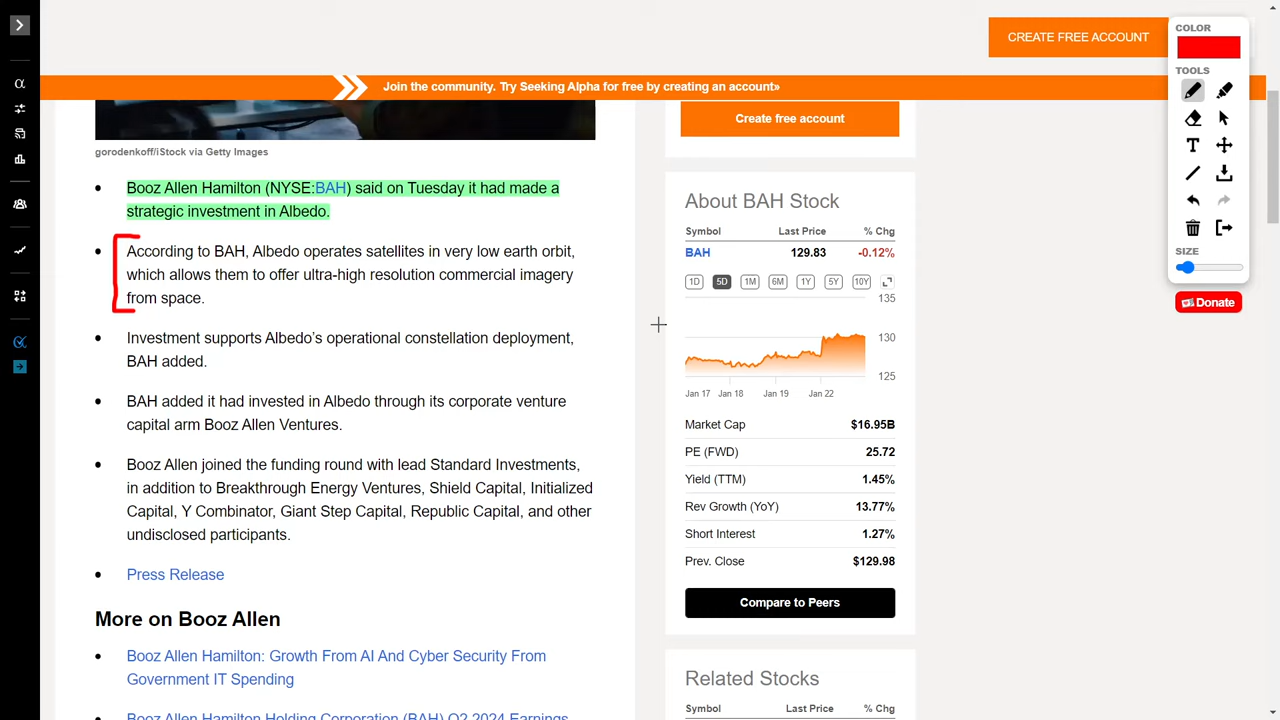 CREATE FREE ACCOUNT
Join the community. Try Seeking Alpha for free by creating an account»
gorodenkoff/iStock via Getty Images
Booz Allen Hamilton (NYSE:BAH) said on Tuesday it had made a
strategic investment in Albedo.
According to BAH, Albedo operates satellites in very low earth orbit,
which allows them to offer ultra-high resolution commercial imagery
from space.
Investment supports Albedo’s operational constellation deployment,
BAH added.
BAH added it had invested in Albedo through its corporate venture
capital arm Booz Allen Ventures.
Booz Allen joined the funding round with lead Standard Investments,
in addition to Breakthrough Energy Ventures, Shield Capital, Initialized
Capital, Y Combinator, Giant Step Capital, Republic Capital, and other
undisclosed participants.
Press Release
More on Booz Allen
Booz Allen Hamilton: Growth From AI And Cyber Security From
Government IT Spending
Booz Allen Hamilton Holding Corporation (BAH) Q2 2024 Earnings
Create free account
About BAH Stock
Symbol Last Price % Chg
BAH 129.83 -0.12%
1D 5D 1M 6M 1Y 5Y 10Y
135
130
125
Jan 17 Jan 18 Jan 19 Jan 22
Market Cap $16.95B
PE (FWD) 25.72
Yield (TTM) 1.45%
Rev Growth (YoY) 13.77%
Short Interest 1.27%
Prev. Close $129.98
Compare to Peers
Related Stocks
Symbol Last Price % Chg
COLOR
TOOLS
T
SIZE
Donate